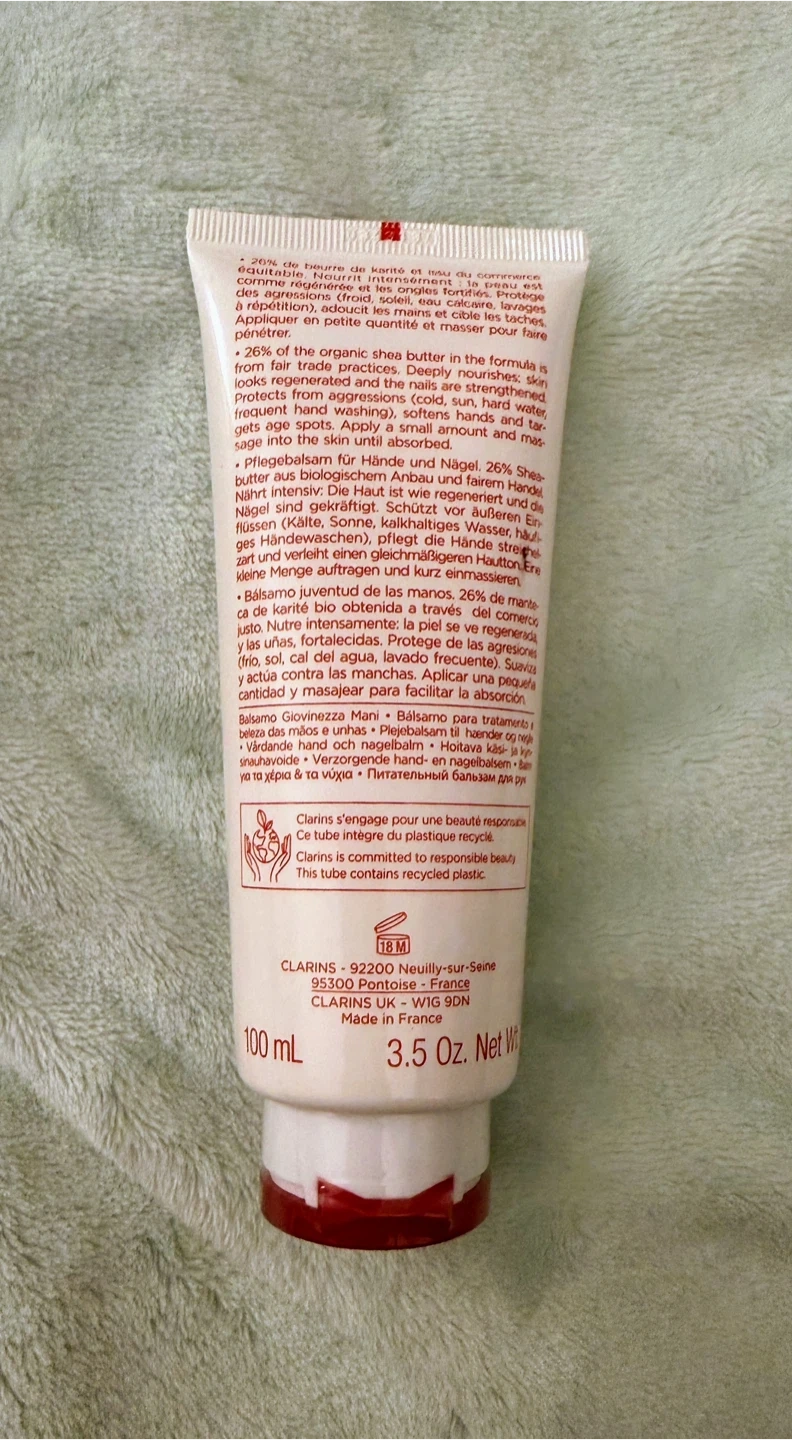 • 26% de beurre de karité et issu du commerce
équitable. Nourrit intensément : la peau est
comme régénérée et les ongles fortifiés. Protège
des agressions (froid, soleil, eau calcaire, lavages
à répétition), adoucit les mains et cible les taches.
Appliquer en petite quantité et masser pour faire
pénétrer.
• 26% of the organic shea butter in the formula is
from fair trade practices. Deeply nourishes: skin
looks regenerated and the nails are strengthened.
Protects from aggressions (cold, sun, hard water,
frequent hand washing), softens hands and tar-
gets age spots. Apply a small amount and mas-
sage into the skin until absorbed.
• Pflegebalsam für Hände und Nägel. 26% Shea-
butter aus biologischem Anbau und fairem Handel.
Nährt intensiv: Die Haut ist wie regeneriert und die
Nägel sind gekräftigt. Schützt vor äußeren Ein-
flüssen (Kälte, Sonne, kalkhaltiges Wasser, häufi-
ges Händewaschen), pflegt die Hände streichel-
zart und verleiht einen gleichmäßigeren Hautton. Eine
kleine Menge auftragen und kurz einmassieren.
• Bálsamo juventud de las manos. 26% de mante-
ca de karité bio obtenida a través del comercio
justo. Nutre intensamente: la piel se ve regenerada
y las uñas, fortalecidas. Protege de las agresiones
(frío, sol, cal del agua, lavado frecuente). Suaviza
y actúa contra las manchas. Aplicar una pequeña
cantidad y masajear para facilitar la absorción.
Balsamo Giovinezza Mani • Bálsamo para tratamento e
beleza das mãos e unhas • Plejebalsam til hænder og negle
• Vårdande hand och nagelbalm • Hoitava käsi- ja kyn-
sinauhavoide • Verzorgende hand- en nagelbalsem •
για τα χέρια & τα νύχια • Питательный бальзам для рук
Clarins s'engage pour une beauté responsable.
Ce tube intègre du plastique recyclé.
Clarins is committed to responsible beauty.
This tube contains recycled plastic.
18 M
CLARINS - 92200 Neuilly-sur-Seine
95300 Pontoise - France
CLARINS UK - W1G 9DN
Made in France
100 mL 3.5 Oz. Net Wt.